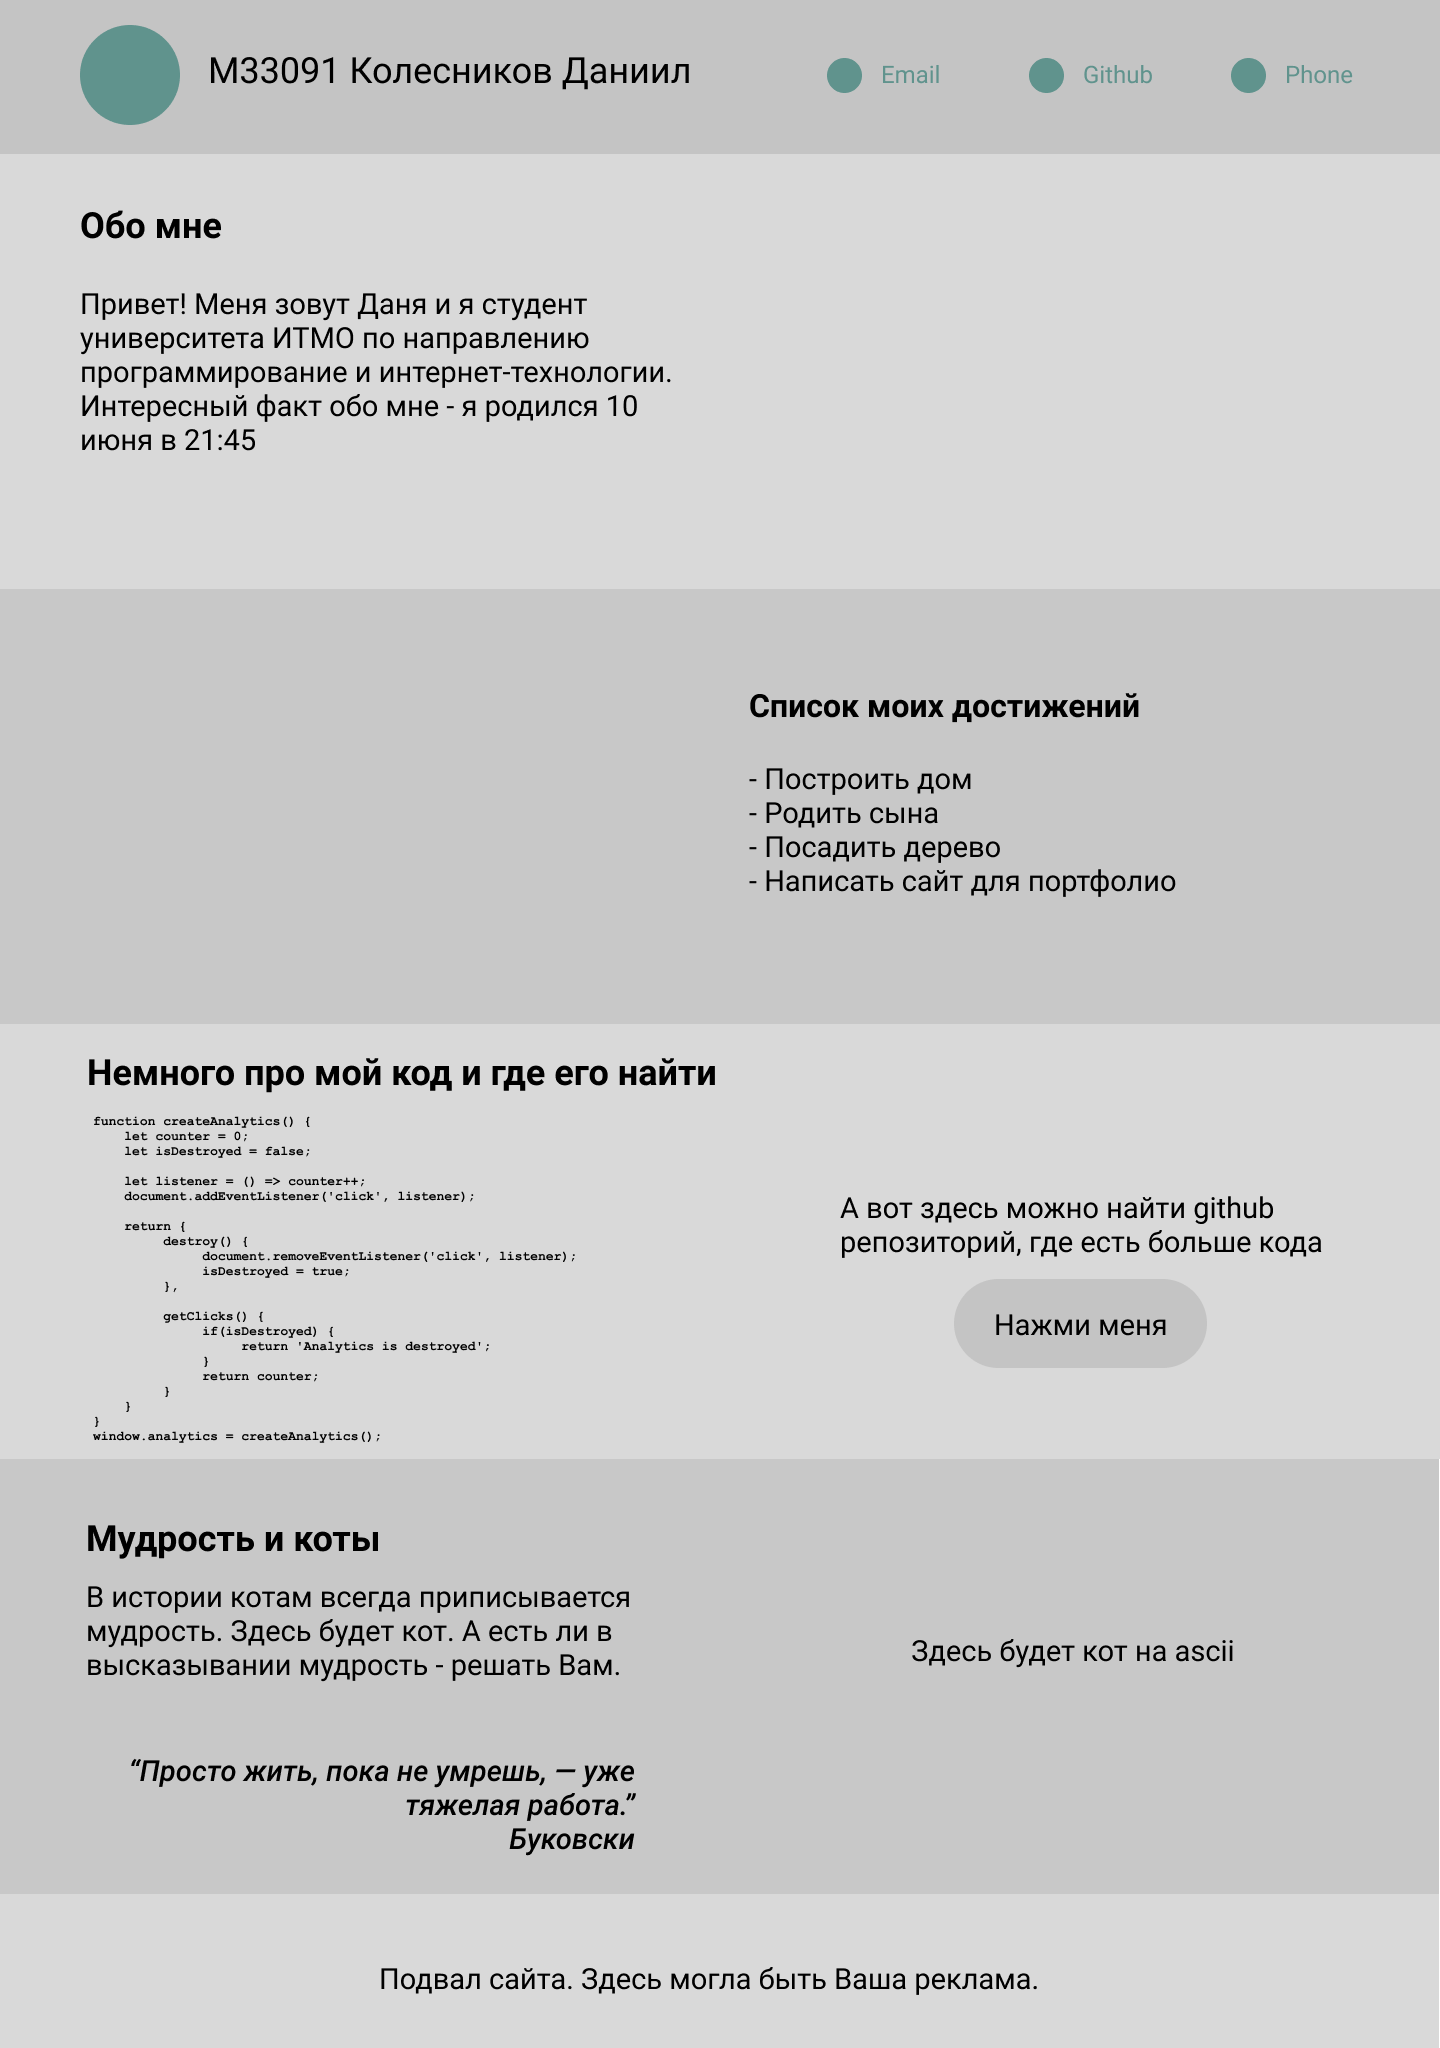 М33091 Колесников Даниил
Email
Github
Phone
Обо мне
Привет! Меня зовут Даня и я студент
университета ИТМО по направлению
программирование и интернет-технологии.
Интересный факт обо мне - я родился 10
июня в 21:45
Список моих достижений
- Построить дом
- Родить сына
- Посадить дерево
- Написать сайт для портфолио
Немного про мой код и где его найти
function createAnalytics() {
    let counter = 0;
    let isDestroyed = false;

    let listener = () => counter++;
    document.addEventListener('click', listener);

    return {
         destroy() {
              document.removeEventListener('click', listener);
              isDestroyed = true;
         },

         getClicks() {
              if(isDestroyed) {
                   return 'Analytics is destroyed';
              }
              return counter;
         }
    }
}
window.analytics = createAnalytics();
А вот здесь можно найти github
репозиторий, где есть больше кода
Нажми меня
Мудрость и коты
В истории котам всегда приписывается
мудрость. Здесь будет кот. А есть ли в
высказывании мудрость - решать Вам.
“Просто жить, пока не умрешь, — уже
тяжелая работа.”
Буковски
Здесь будет кот на ascii
Подвал сайта. Здесь могла быть Ваша реклама.